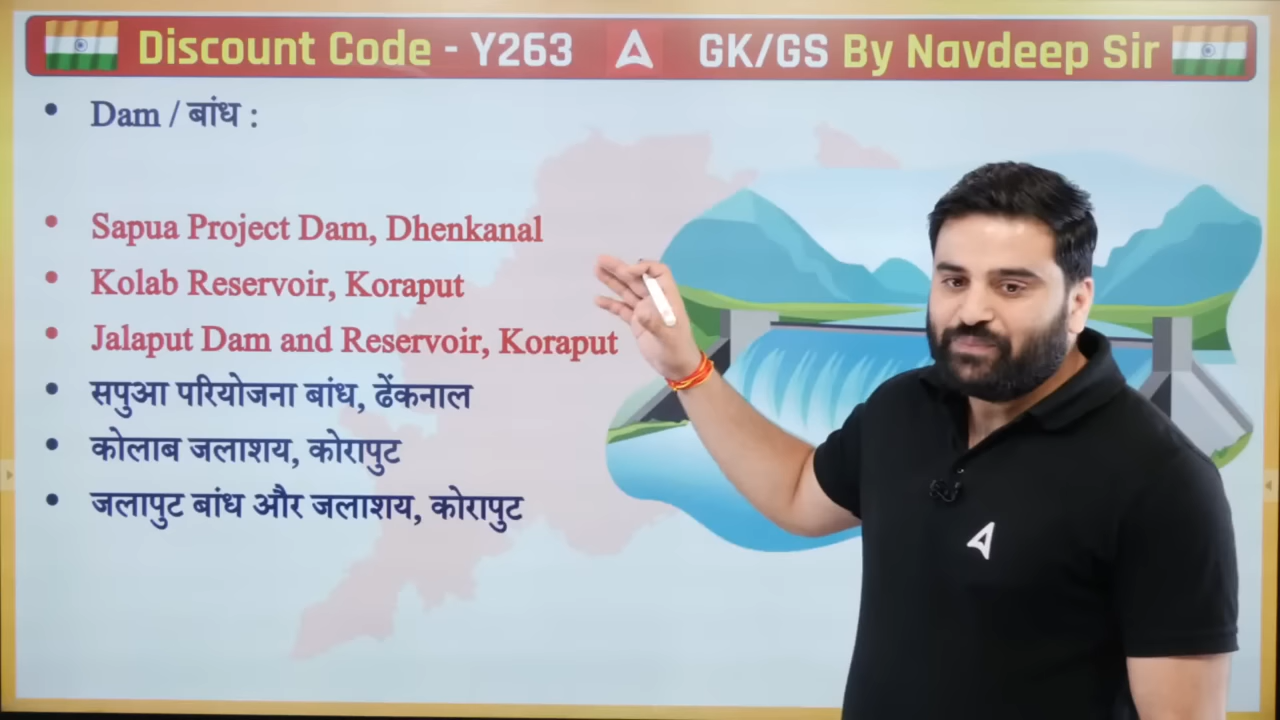 Discount Code - Y263 GK/GS By Navdeep Sir
Dam / बांध :
Sapua Project Dam, Dhenkanal
Kolab Reservoir, Koraput
Jalaput Dam and Reservoir, Koraput
सपुआ परियोजना बांध, ढेंकनाल
कोलाब जलाशय, कोरापुट
जलापुट बांध और जलाशय, कोरापुट